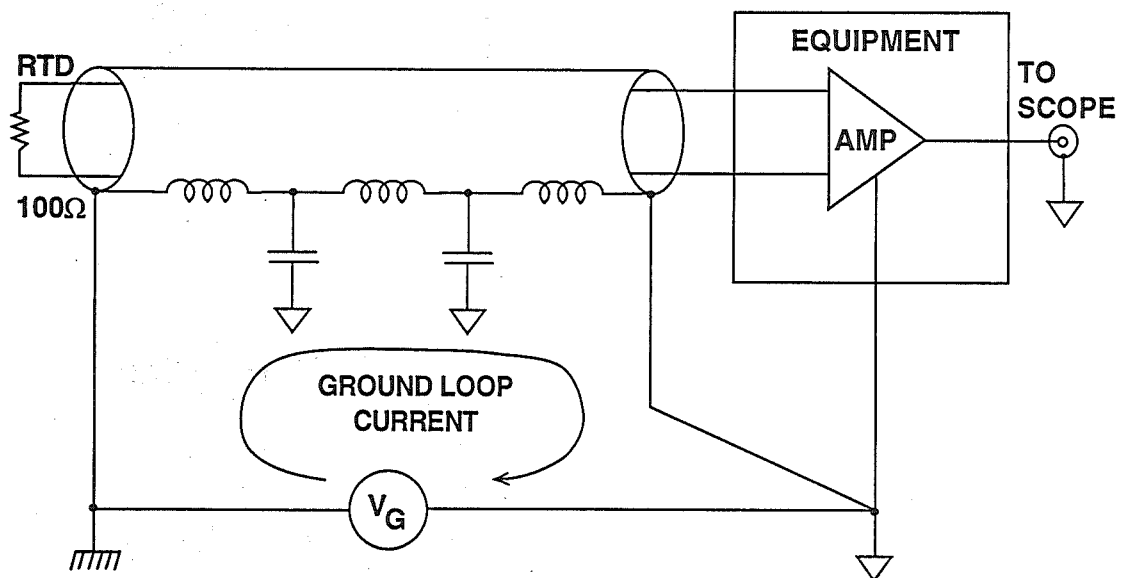 EQUIPMENT
RTD
TO
SCOPE
AMP
100Ω
GROUND LOOP
CURRENT
VG